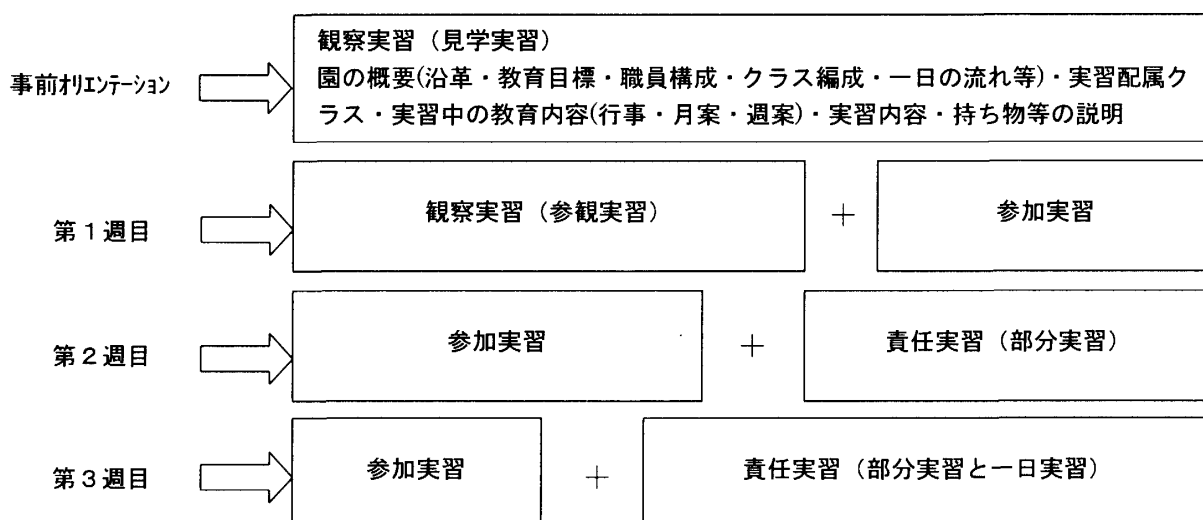 事前オリエンテーション
観察実習（見学実習）
園の概要(沿革・教育目標・職員構成・クラス編成・一日の流れ等)・実習配属ク
ラス・実習中の教育内容(行事・月案・週案)・実習内容・持ち物等の説明
第１週目
観察実習（参観実習）
＋
参加実習
第２週目
参加実習
＋
責任実習（部分実習）
第３週目
参加実習
＋
責任実習（部分実習と一日実習）